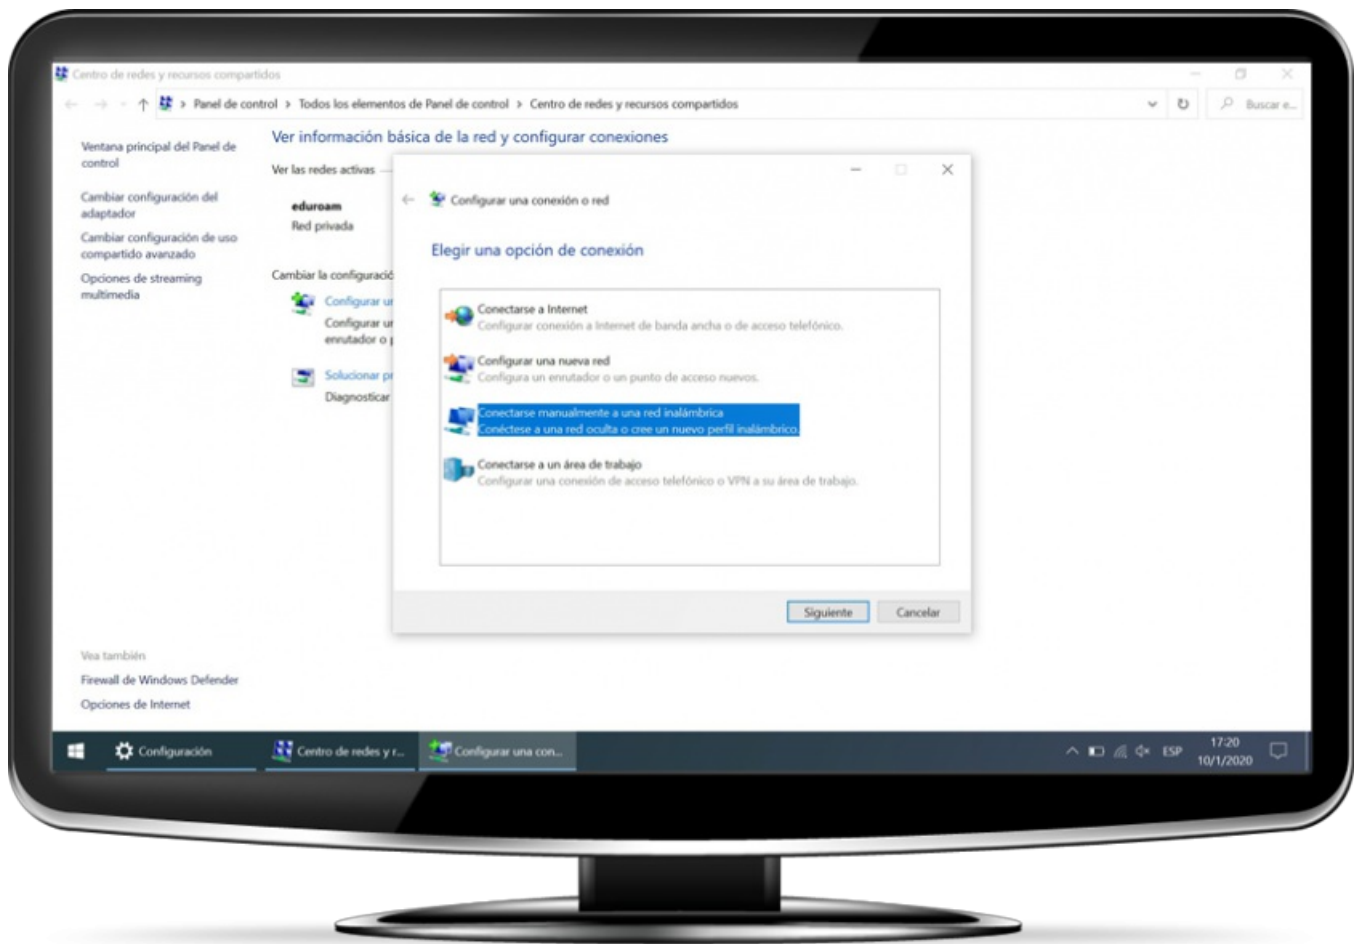 Centro de redes y recursos compartidos
Panel de control > Todos los elementos de Panel de control > Centro de redes y recursos compartidos
Buscar e...
Ventana principal del Panel de
control
Cambiar configuración del
adaptador
Cambiar configuración de uso
compartido avanzado
Opciones de streaming
multimedia
Ver información básica de la red y configurar conexiones
Ver las redes activas
eduroam
Red privada
Cambiar la configuració
Configurar un
Configurar un
enrutador o p
Solucionar pr
Diagnosticar
Configurar una conexión o red
Elegir una opción de conexión
Conectarse a Internet
Configurar conexión a Internet de banda ancha o de acceso telefónico.
Configurar una nueva red
Configura un enrutador o un punto de acceso nuevos.
Conectarse manualmente a una red inalámbrica
Conéctese a una red oculta o cree un nuevo perfil inalámbrico.
Conectarse a un área de trabajo
Configurar una conexión de acceso telefónico o VPN a su área de trabajo.
Siguiente
Cancelar
Vea también
Firewall de Windows Defender
Opciones de Internet
Configuración
Centro de redes y r...
Configurar una con...
ESP
17:20
10/1/2020